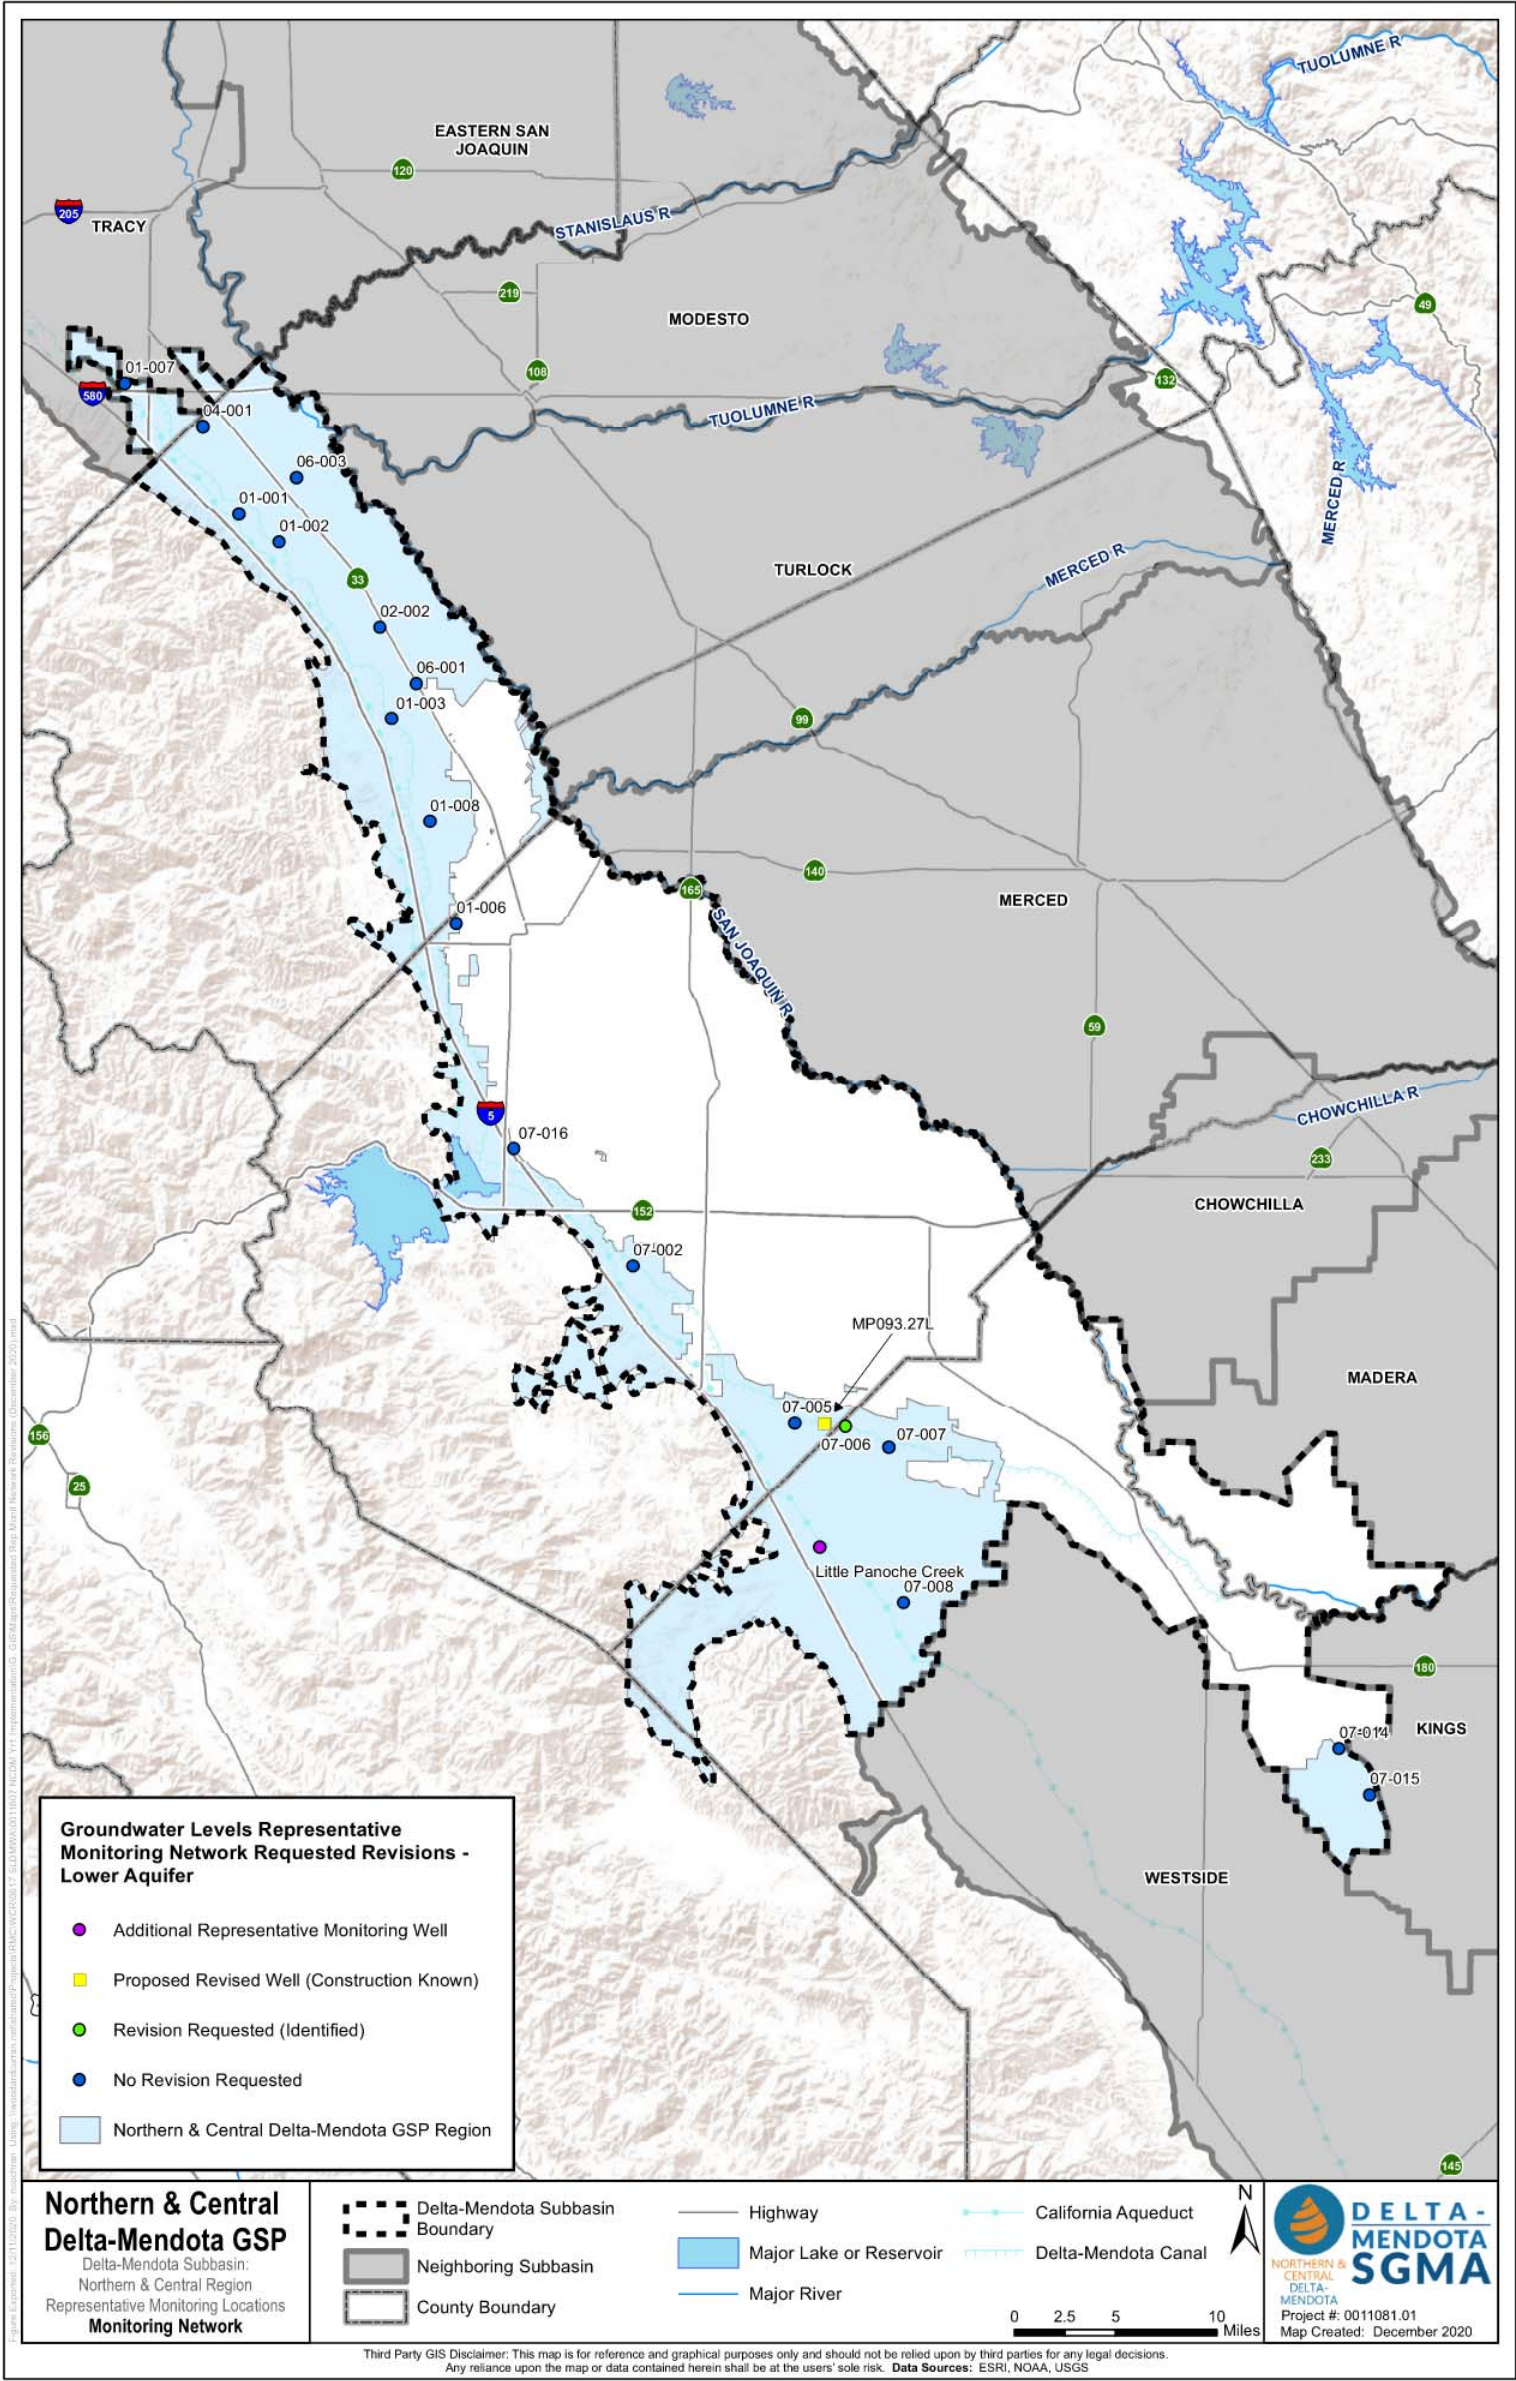 TUOLUMNE R
EASTERN SAN
JOAQUIN
120
205
TRACY
STANISLAUS R
219
49
MODESTO
108
132
01-007
580
04-001
TUOLUMNE R
06-003
MERCED R
01-001
01-002
33
TURLOCK
MERCED R
02-002
06-001
01-003
99
01-008
140
165
MERCED
01-006
SAN JOAQUIN R
59
5
CHOWCHILLA R
07-016
233
152
CHOWCHILLA
07-002
MP093.27L
MADERA
07-005
156
07-006
07-007
25
Little Panoche Creek
07-008
180
07-014
KINGS
07-015
WESTSIDE
145
Groundwater Levels Representative
Monitoring Network Requested Revisions -
Lower Aquifer
Additional Representative Monitoring Well
Proposed Revised Well (Construction Known)
Revision Requested (Identified)
No Revision Requested
Northern & Central Delta-Mendota GSP Region
Northern & Central
Delta-Mendota GSP
Delta-Mendota Subbasin:
Northern & Central Region
Representative Monitoring Locations
Monitoring Network
Delta-Mendota Subbasin
Boundary
Neighboring Subbasin
County Boundary
Highway
Major Lake or Reservoir
Major River
California Aqueduct
Delta-Mendota Canal
N
0 2.5 5 10
Miles
DELTA-
MENDOTA
SGMA
NORTHERN &
CENTRAL
DELTA-
MENDOTA
Project #: 0011081.01
Map Created: December 2020
Third Party GIS Disclaimer: This map is for reference and graphical purposes only and should not be relied upon by third parties for any legal decisions.
Any reliance upon the map or data contained herein shall be at the users' sole risk. Data Sources: ESRI, NOAA, USGS